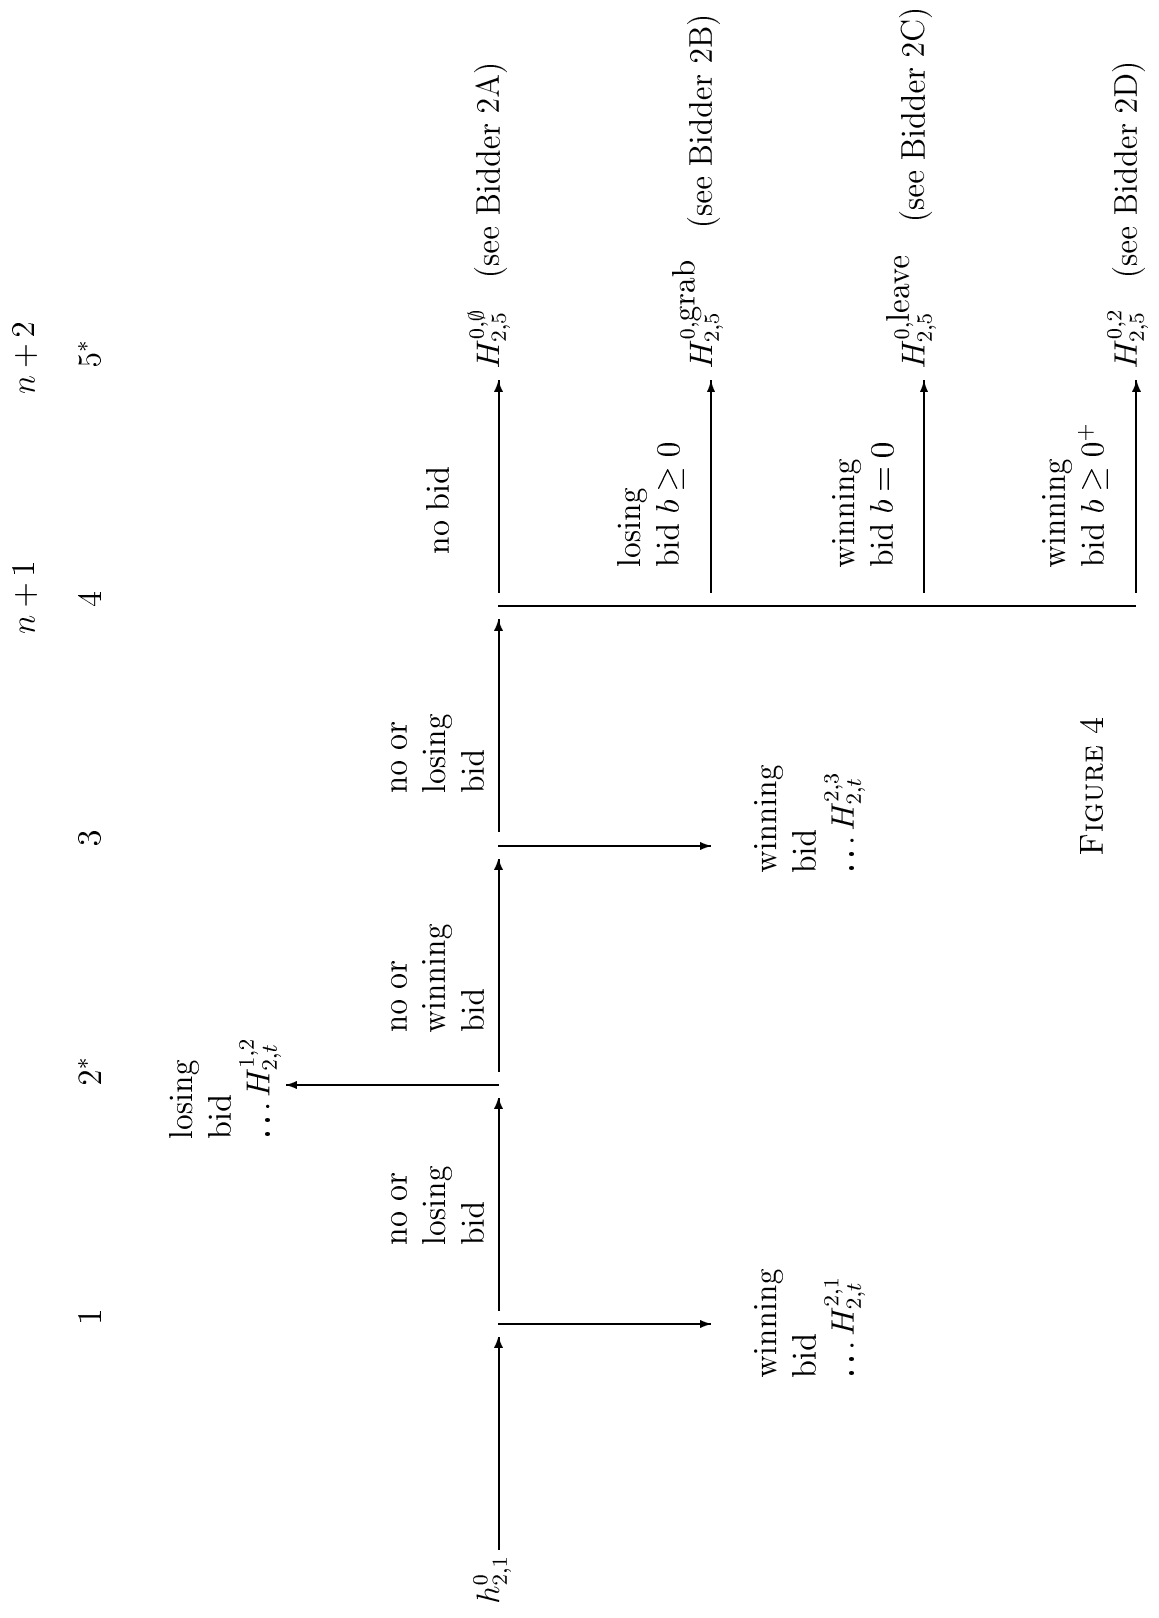 n + 1
n + 2
1
2*
3
4
5*
losing
bid
… H^{1,2}_{2,t}
no or
losing
bid
no or
winning
bid
no or
losing
bid
no bid
h^0_{2,1}
H^{0,∅}_{2,5} (see Bidder 2A)
losing
bid b ≥ 0
H^{0,grab}_{2,5} (see Bidder 2B)
winning
bid
… H^{2,1}_{2,t}
winning
bid
… H^{2,3}_{2,t}
winning
bid b = 0
H^{0,leave}_{2,5} (see Bidder 2C)
winning
bid b ≥ 0^+
H^{0,2}_{2,5} (see Bidder 2D)
FIGURE 4